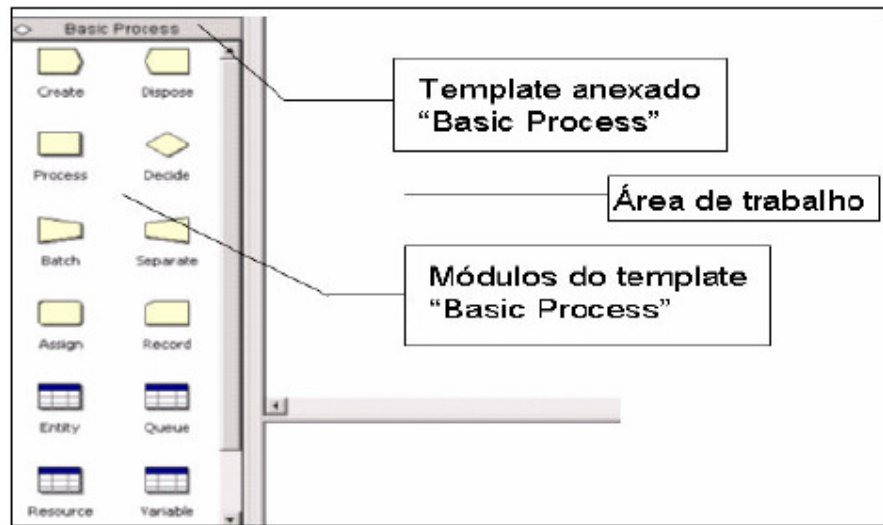 Basic Process
Create Dispose
Process Decide
Batch Separate
Assign Record
Entity Queue
Resource Variable
Template anexado
“Basic Process”
Área de trabalho
Módulos do template
“Basic Process”